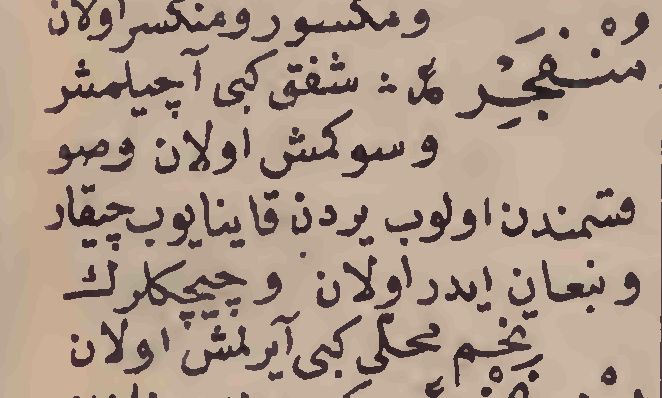 ومكسور ومنكسر اولان
مُنْفَجِر ع : شفق كبى آچيلمش
وسوكمش اولان وصو
قسمندن اولوب يردن قاينايوب چيقار
ونبعان ايدر اولان وچيچكلرك
تخم محلى كبى آيرلمش اولان